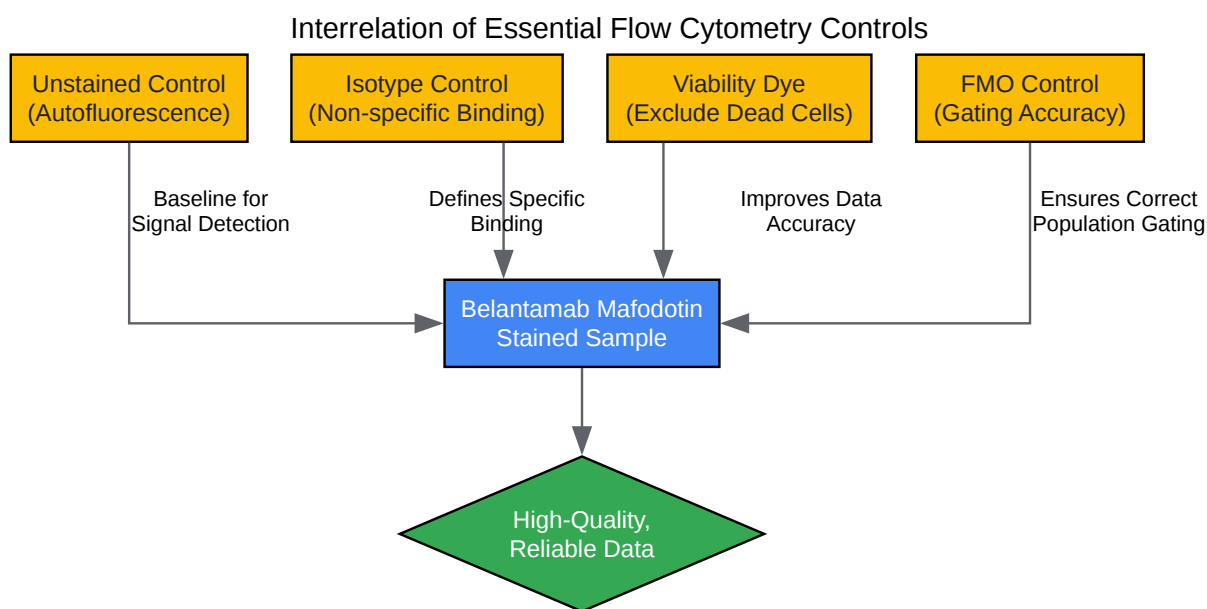 Interrelation of Essential Flow Cytometry Controls
Unstained Control
(Autofluorescence)
Isotype Control
(Non-specific Binding)
Viability Dye
(Exclude Dead Cells)
FMO Control
(Gating Accuracy)
Baseline for
Signal Detection
Defines Specific
Binding
Improves Data
Accuracy
Ensures Correct
Population Gating
Belantamab Mafodotin
Stained Sample
High-Quality,
Reliable Data